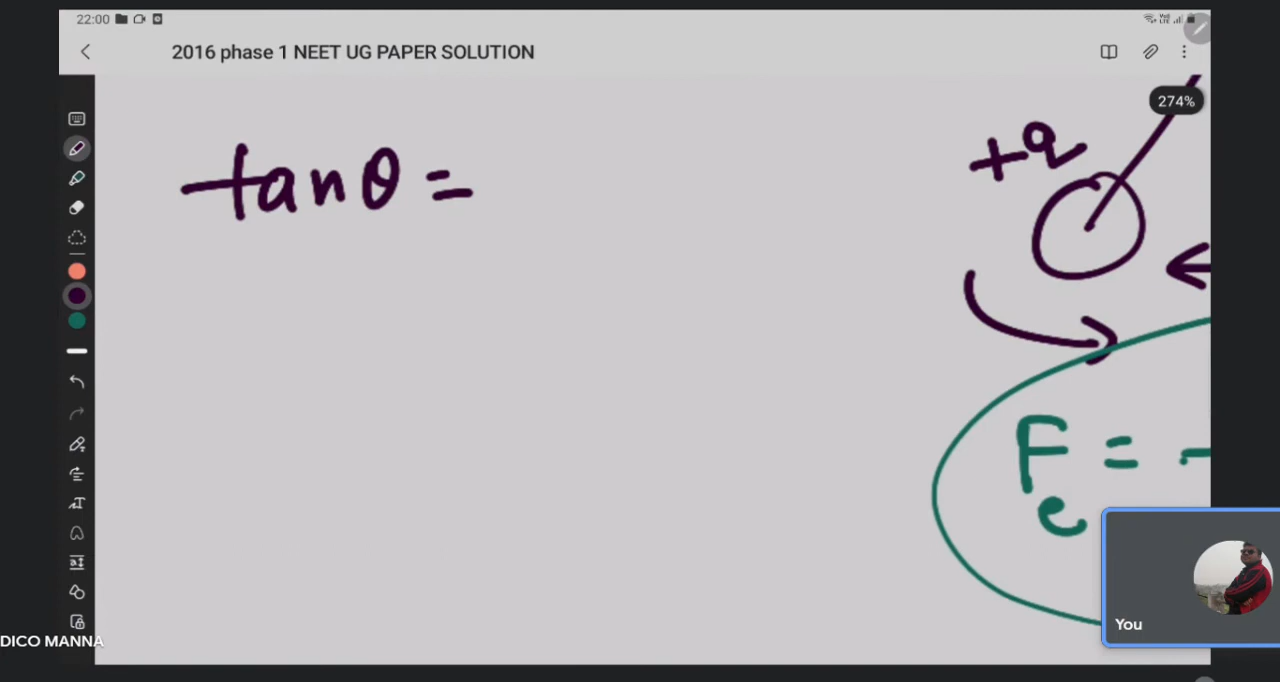 22:00
2016 phase 1 NEET UG PAPER SOLUTION
274%
+q
tanθ =
F
e = -
You
DICO MANNA